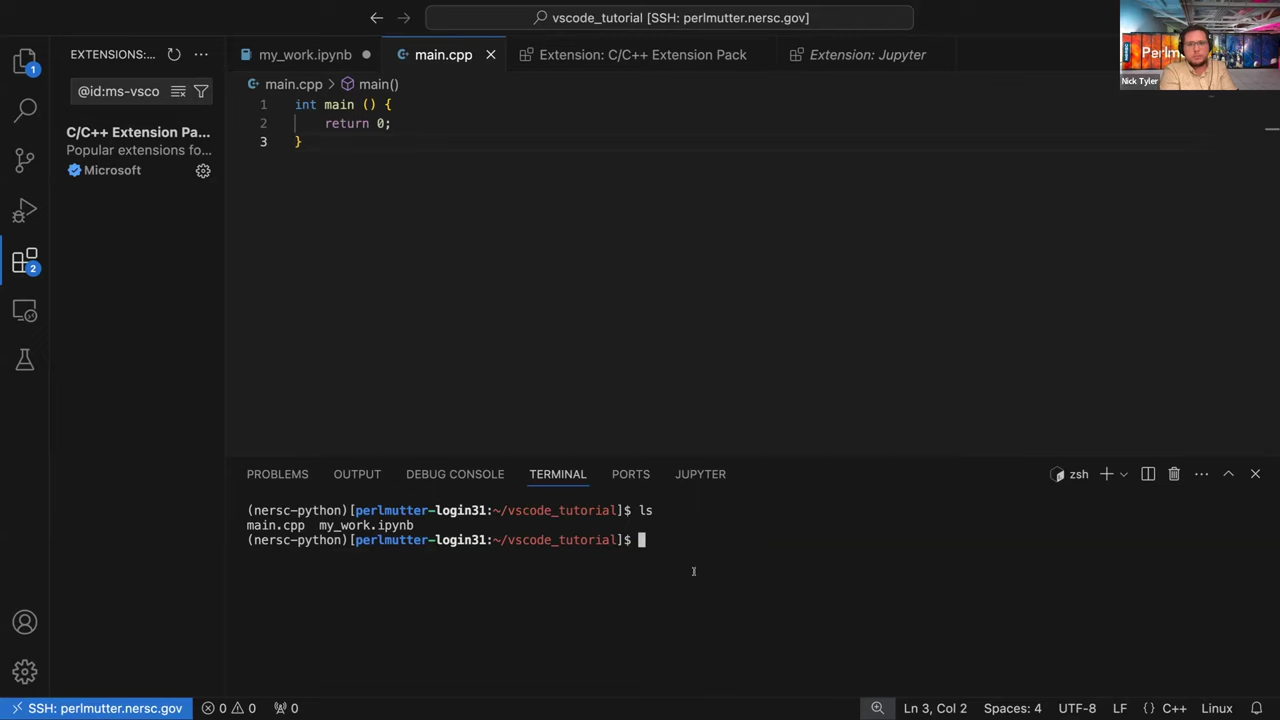 vscode_tutorial [SSH: perlmutter.nersc.gov]
Nick Tyler
1
2
EXTENSIONS:...
@id:ms-vsco
C/C++ Extension Pa...
Popular extensions fo...
Microsoft
my_work.ipynb
main.cpp
Extension: C/C++ Extension Pack
Extension: Jupyter
main.cpp > main()
1 int main () {
2 return 0;
3 }
PROBLEMS OUTPUT DEBUG CONSOLE TERMINAL PORTS JUPYTER
zsh
(nersc-python)[perlmutter-login31:~/vscode_tutorial]$ ls
main.cpp my_work.ipynb
(nersc-python)[perlmutter-login31:~/vscode_tutorial]$
SSH: perlmutter.nersc.gov 0 0 0 Ln 3, Col 2 Spaces: 4 UTF-8 LF {} C++ Linux